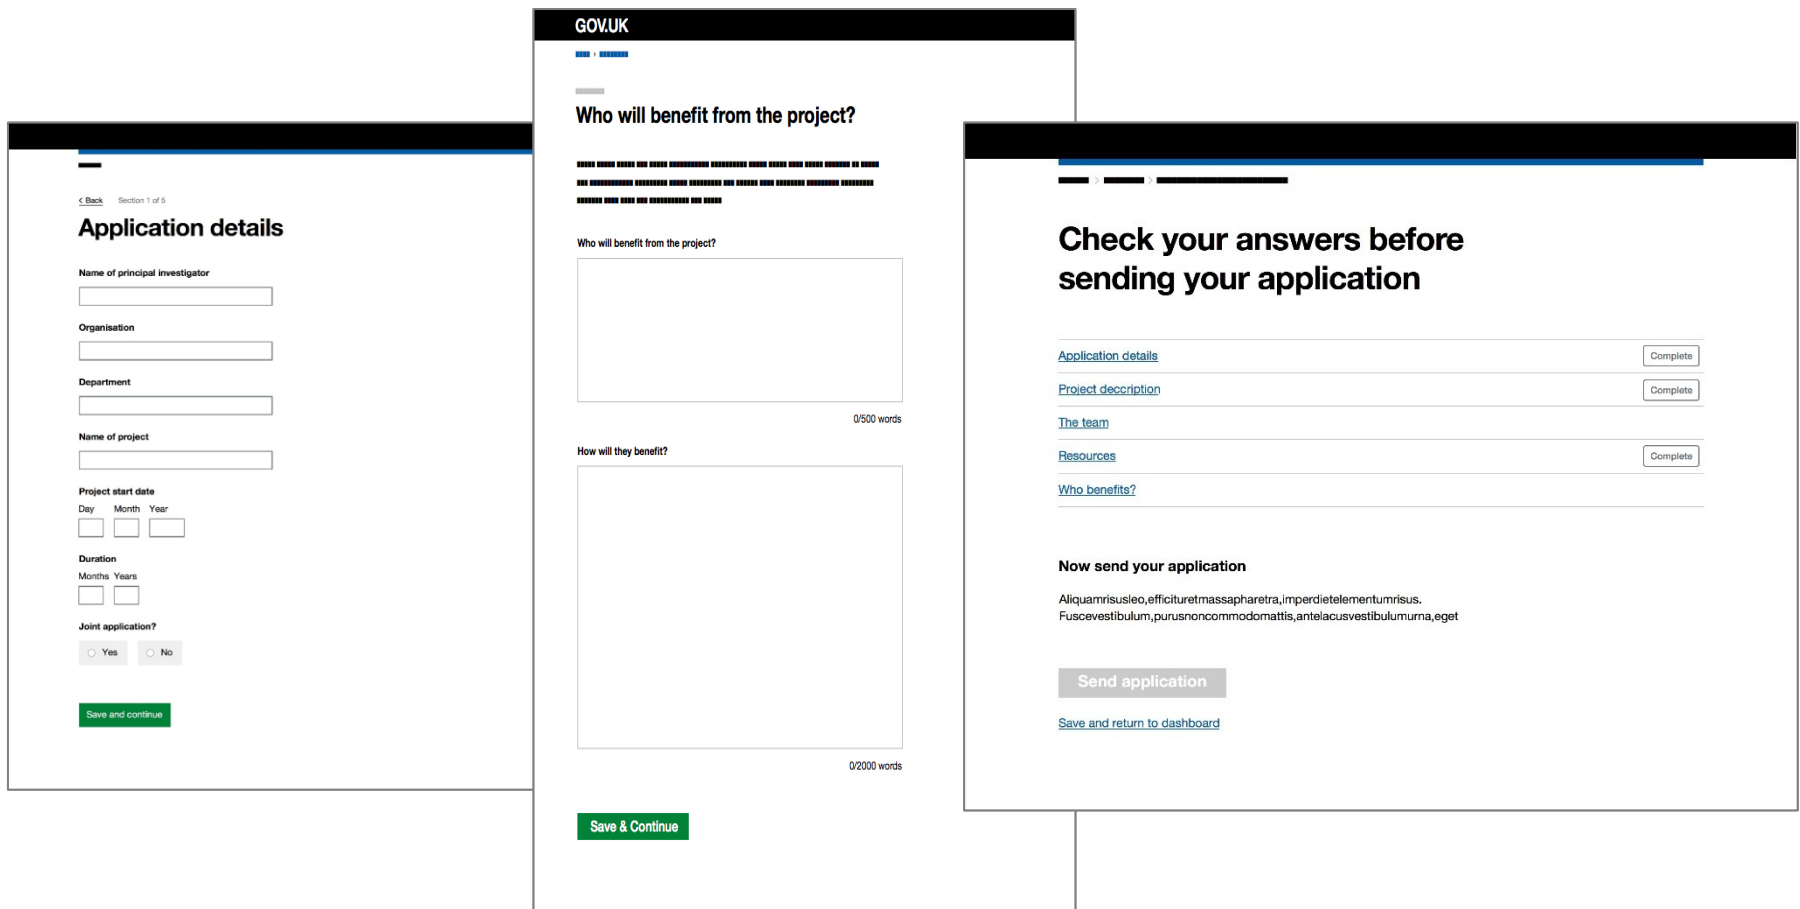 < Back Section 1 of 5
Application details
Name of principal investigator
Organisation
Department
Name of project
Project start date
Day Month Year
Duration
Months Years
Joint application?
Yes No
Save and continue
GOV.UK
Who will benefit from the project?
Who will benefit from the project?
0/500 words
How will they benefit?
0/2000 words
Save & Continue
Check your answers before
sending your application
Application details Complete
Project deccription Complete
The team
Resources Complete
Who benefits?
Now send your application
Aliquamrisusleo,efficituretmassapharetra,imperdietelementumrisus.
Fuscevestibulum,purusnoncommodomattis,antelacusvestibulumurna,eget
Send application
Save and return to dashboard